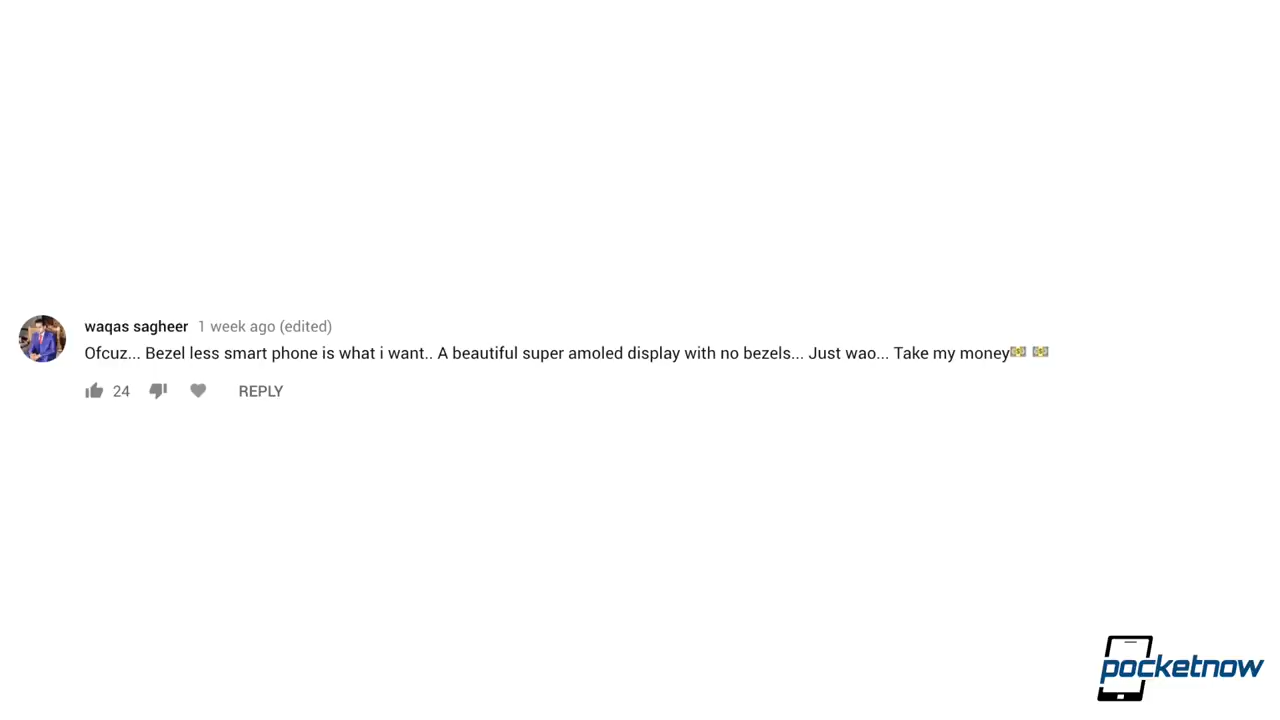 waqas sagheer 1 week ago (edited)
Ofcuz... Bezel less smart phone is what i want.. A beautiful super amoled display with no bezels... Just wao... Take my money💵 💵
24 REPLY
pocketnow